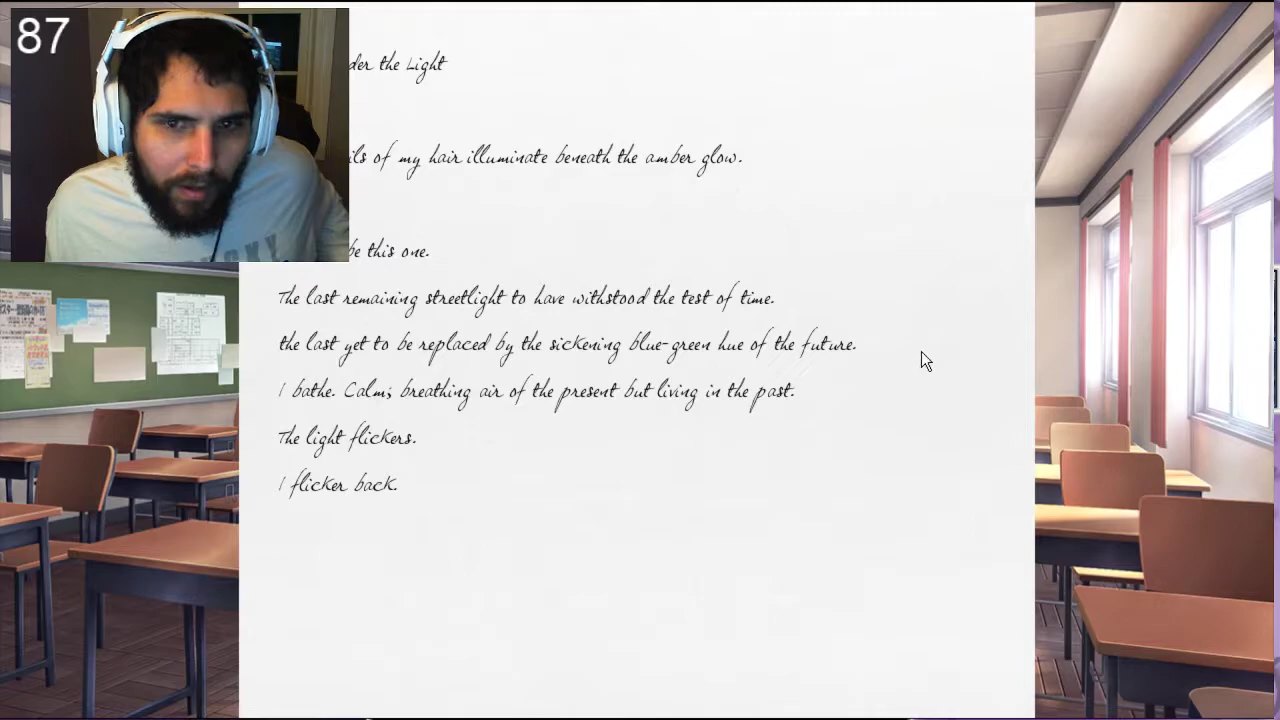 87
der the Light
ils of my hair illuminate beneath the amber glow.
be this one.
The last remaining streetlight to have withstood the test of time.
the last yet to be replaced by the sickening blue-green hue of the future.
I bathe. Calm; breathing air of the present but living in the past.
The light flickers.
I flicker back.